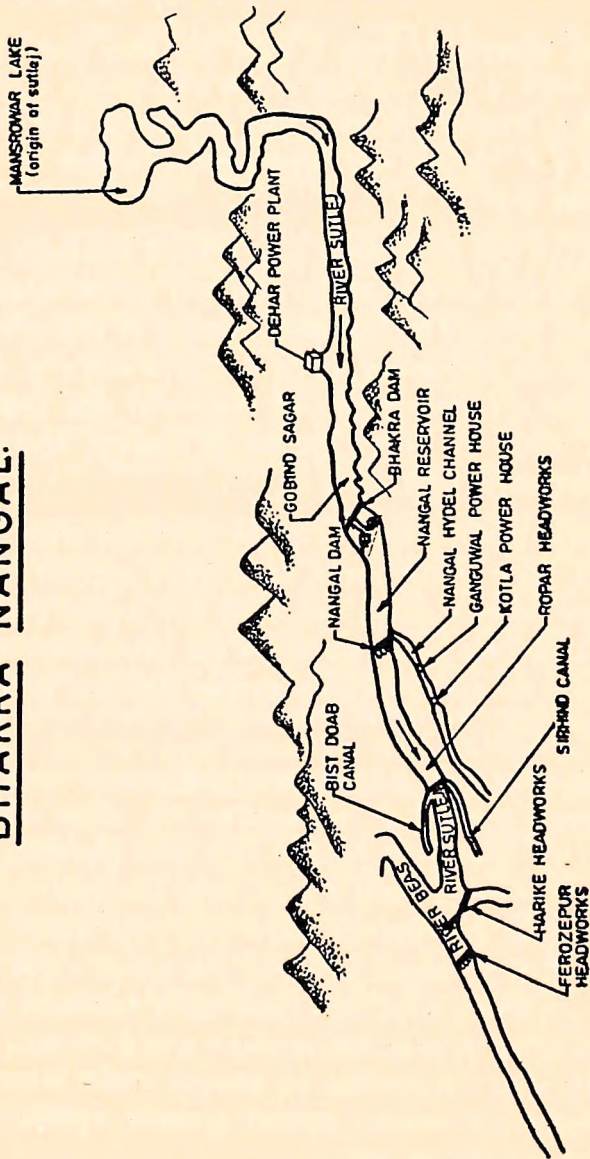 BHAKRA NANGAL.
MANSROWAR LAKE
(origin of sutlej)
DEHAR POWER PLANT
RIVER SUTLEJ
GOBIND SAGAR
BHAKRA DAM
NANGAL DAM
NANGAL RESERVOIR
NANGAL HYDEL CHANNEL
GANGUWAL POWER HOUSE
KOTLA POWER HOUSE
ROPAR HEADWORKS
BIST DOAB
CANAL
SIRHIND CANAL
RIVER SUTLEJ
RIVER BEAS
HARIKE HEADWORKS
FEROZEPUR
HEADWORKS